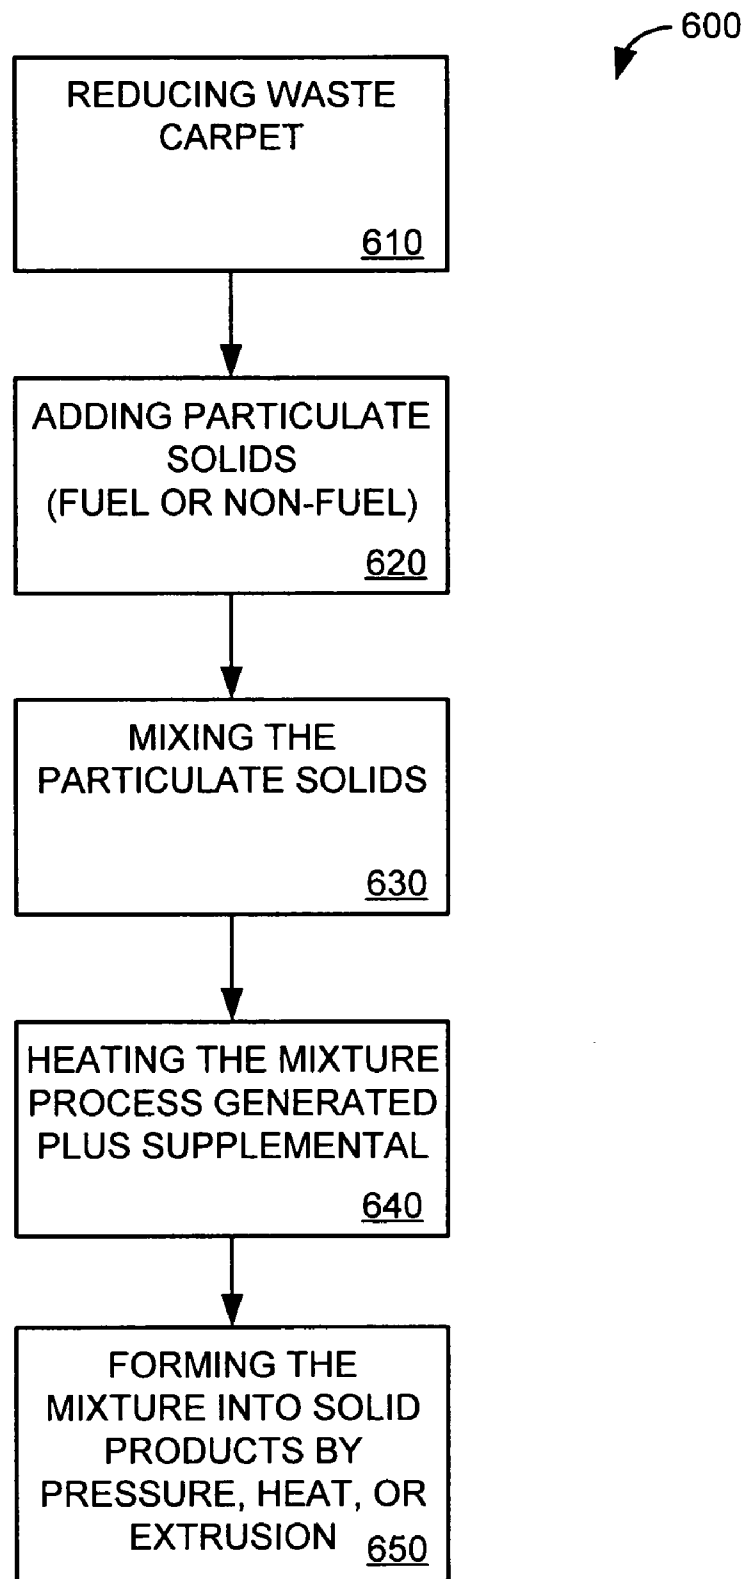 600
REDUCING WASTE
CARPET
610
ADDING PARTICULATE
SOLIDS
(FUEL OR NON-FUEL)
620
MIXING THE
PARTICULATE SOLIDS
630
HEATING THE MIXTURE
PROCESS GENERATED
PLUS SUPPLEMENTAL
640
FORMING THE
MIXTURE INTO SOLID
PRODUCTS BY
PRESSURE, HEAT, OR
EXTRUSION
650